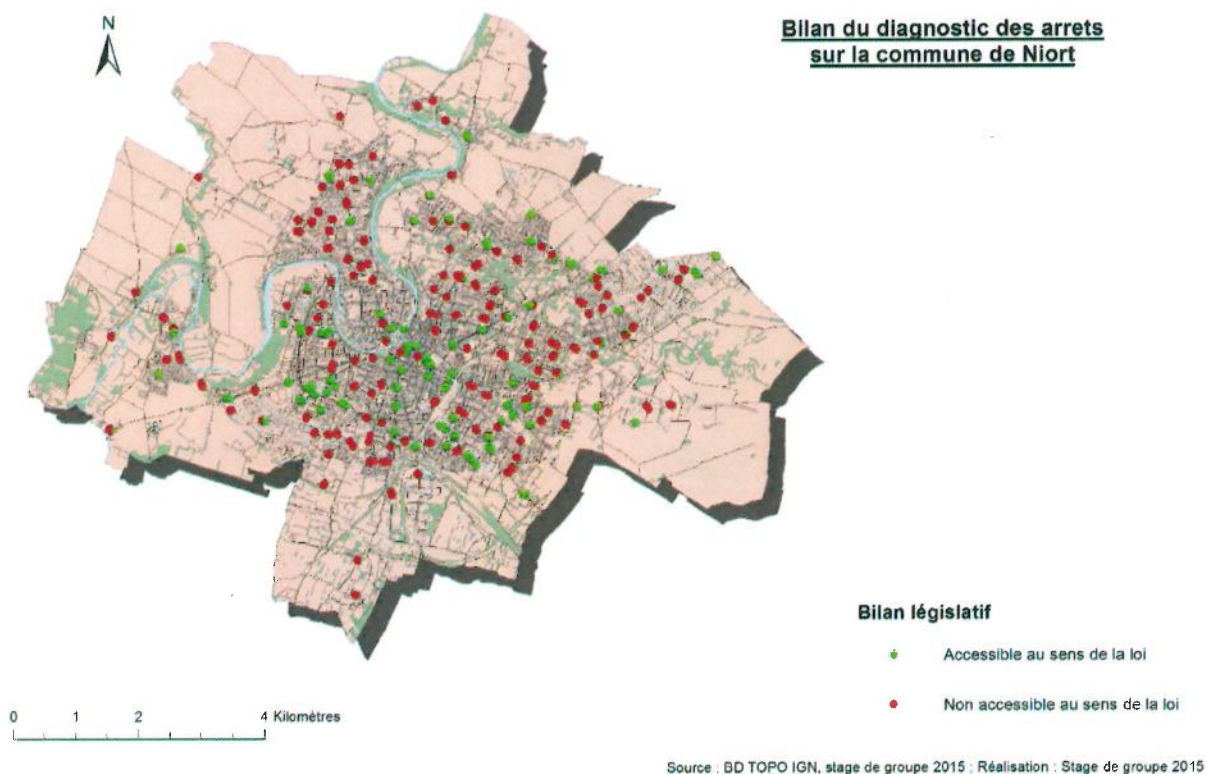 N
Bilan du diagnostic des arrets
sur la commune de Niort
Bilan législatif
Accessible au sens de la loi
Non accessible au sens de la loi
0 1 2 4 Kilomètres
Source : BD TOPO IGN, stage de groupe 2015 ; Réalisation : Stage de groupe 2015